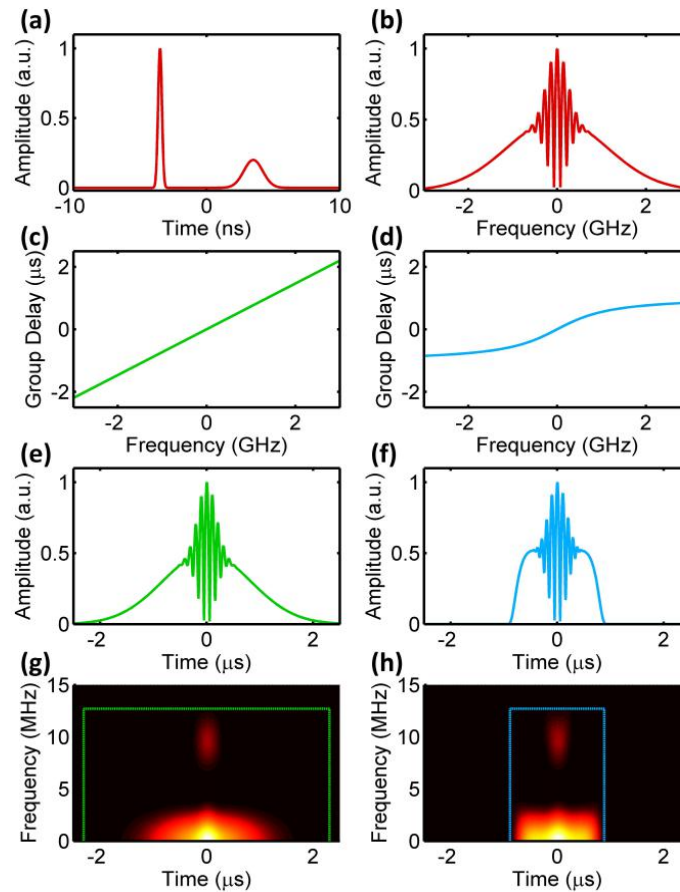 (a)
Amplitude (a.u.)
1
0.5
0
-10
0
10
Time (ns)
(b)
Amplitude (a.u.)
1
0.5
0
-2
0
2
Frequency (GHz)
(c)
Group Delay (μs)
2
0
-2
-2
0
2
Frequency (GHz)
(d)
Group Delay (μs)
2
0
-2
-2
0
2
Frequency (GHz)
(e)
Amplitude (a.u.)
1
0.5
0
-2
0
2
Time (μs)
(f)
Amplitude (a.u.)
1
0.5
0
-2
0
2
Time (μs)
(g)
Frequency (MHz)
15
10
5
0
-2
0
2
Time (μs)
(h)
Frequency (MHz)
15
10
5
0
-2
0
2
Time (μs)